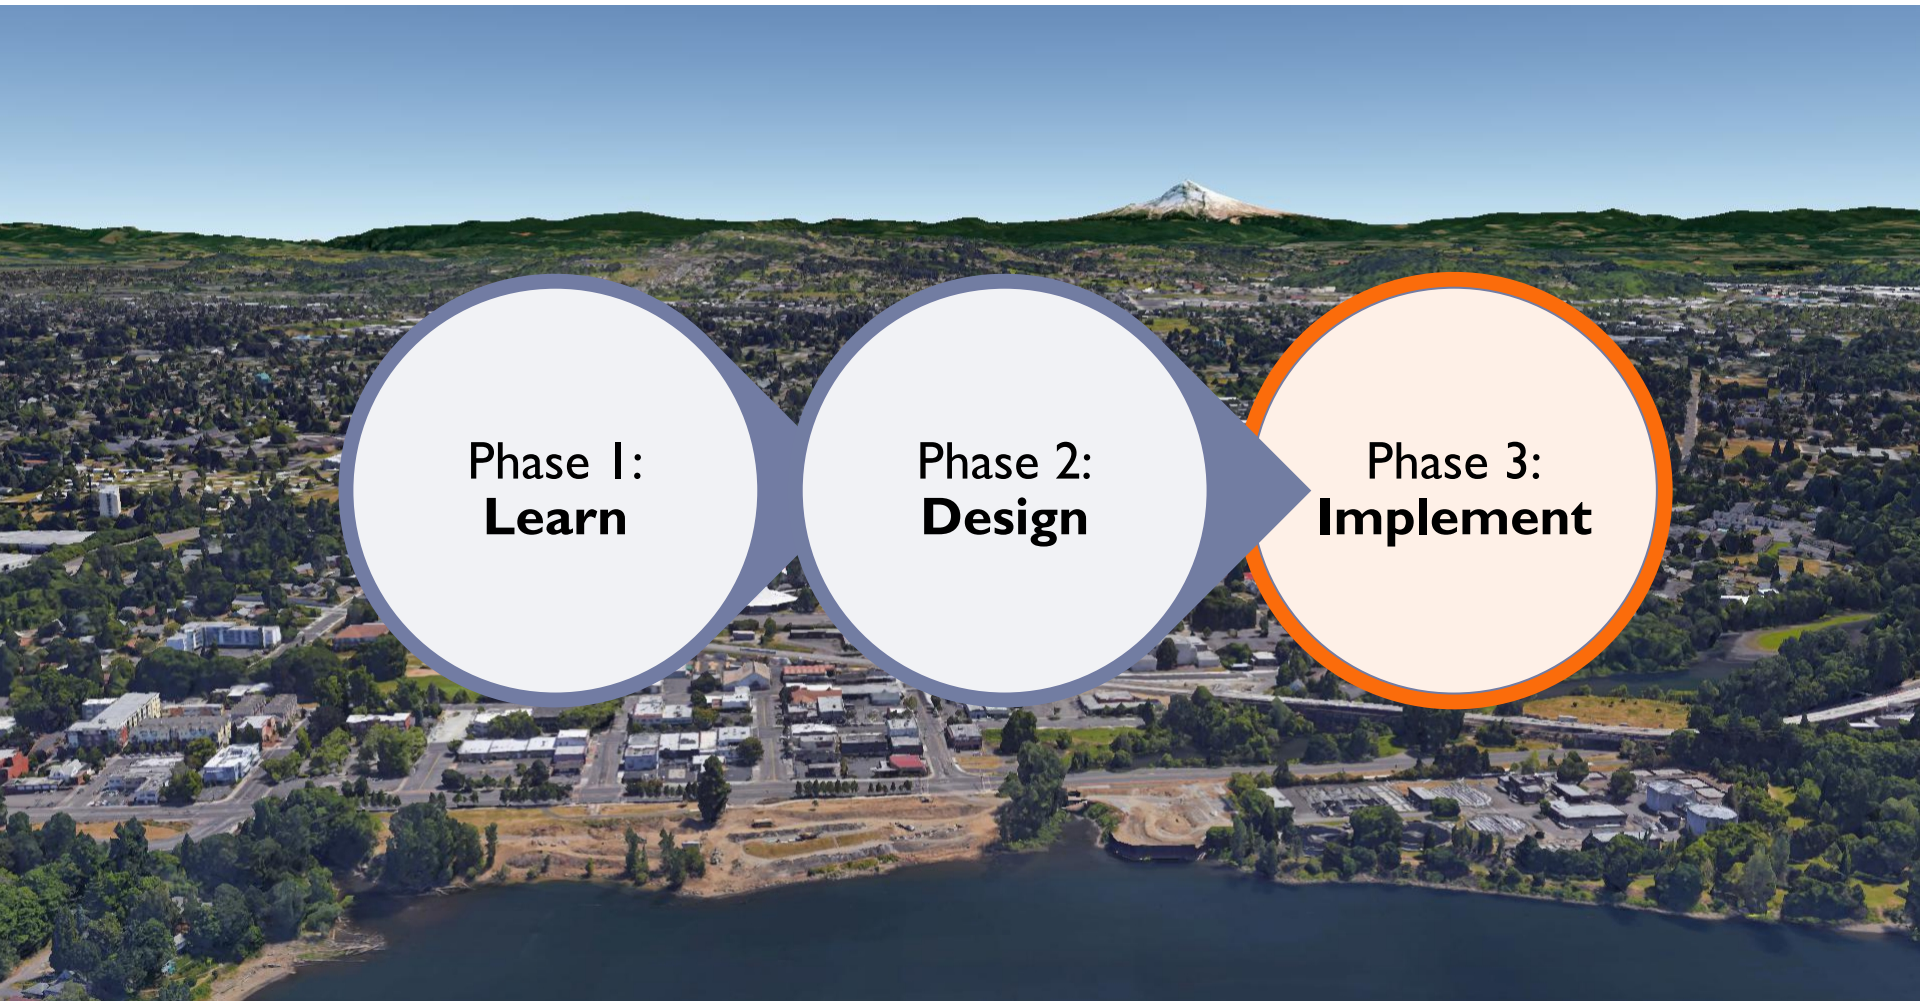 Phase 1:
Learn
Phase 2:
Design
Phase 3:
Implement